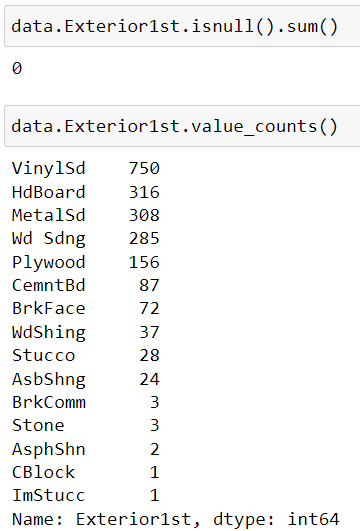 data.Exterior1st.isnull().sum()
0
data.Exterior1st.value_counts()
VinylSd 750
HdBoard 316
MetalSd 308
Wd Sdng 285
Plywood 156
CemntBd 87
BrkFace 72
WdShing 37
Stucco 28
AsbShng 24
BrkComm 3
Stone 3
AsphShn 2
CBlock 1
ImStucc 1
Name: Exterior1st, dtype: int64